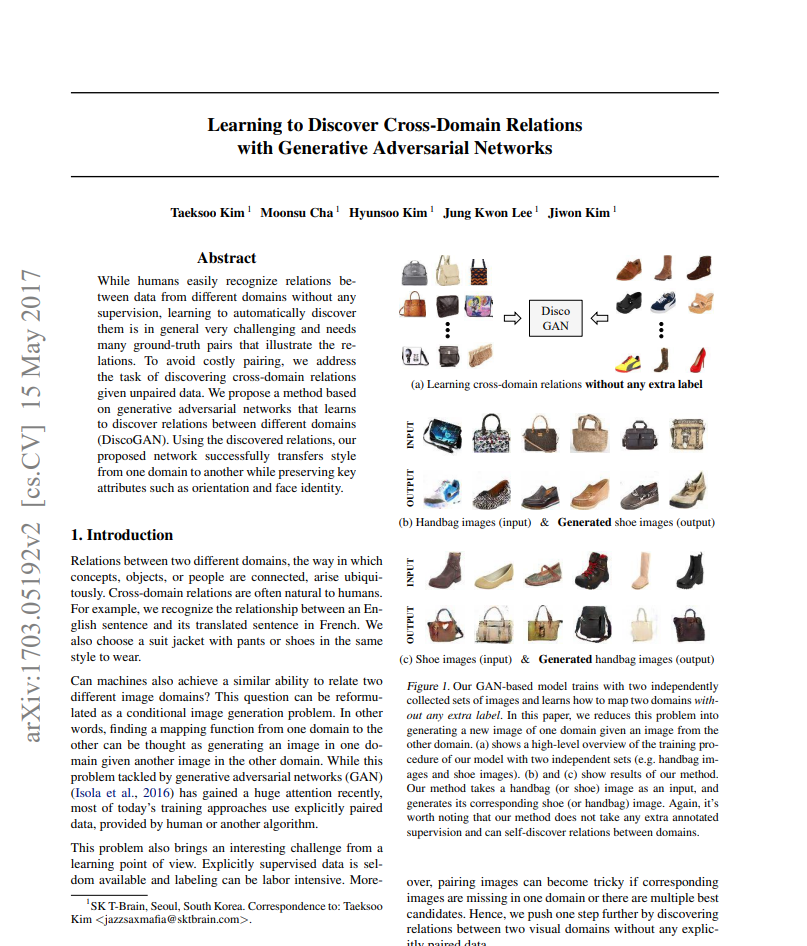 arXiv:1703.05192v2 [cs.CV] 15 May 2017
Learning to Discover Cross-Domain Relations
with Generative Adversarial Networks
Taeksoo Kim 1 Moonsu Cha 1 Hyunsoo Kim 1 Jung Kwon Lee 1 Jiwon Kim 1
Abstract
While humans easily recognize relations be-
tween data from different domains without any
supervision, learning to automatically discover
them is in general very challenging and needs
many ground-truth pairs that illustrate the re-
lations. To avoid costly pairing, we address
the task of discovering cross-domain relations
given unpaired data. We propose a method based
on generative adversarial networks that learns
to discover relations between different domains
(DiscoGAN). Using the discovered relations, our
proposed network successfully transfers style
from one domain to another while preserving key
attributes such as orientation and face identity.
1. Introduction
Relations between two different domains, the way in which
concepts, objects, or people are connected, arise ubiqui-
tously. Cross-domain relations are often natural to humans.
For example, we recognize the relationship between an En-
glish sentence and its translated sentence in French. We
also choose a suit jacket with pants or shoes in the same
style to wear.
Can machines also achieve a similar ability to relate two
different image domains? This question can be reformu-
lated as a conditional image generation problem. In other
words, finding a mapping function from one domain to the
other can be thought as generating an image in one do-
main given another image in the other domain. While this
problem tackled by generative adversarial networks (GAN)
(Isola et al., 2016) has gained a huge attention recently,
most of today's training approaches use explicitly paired
data, provided by human or another algorithm.
This problem also brings an interesting challenge from a
learning point of view. Explicitly supervised data is sel-
dom available and labeling can be labor intensive. More-
1SK T-Brain, Seoul, South Korea. Correspondence to: Taeksoo
Kim <jazzsaxmafia@sktbrain.com>.
Disco
GAN
(a) Learning cross-domain relations without any extra label
INPUT
OUTPUT
(b) Handbag images (input) & Generated shoe images (output)
INPUT
OUTPUT
(c) Shoe images (input) & Generated handbag images (output)
Figure 1. Our GAN-based model trains with two independently
collected sets of images and learns how to map two domains with-
out any extra label. In this paper, we reduces this problem into
generating a new image of one domain given an image from the
other domain. (a) shows a high-level overview of the training pro-
cedure of our model with two independent sets (e.g. handbag im-
ages and shoe images). (b) and (c) show results of our method.
Our method takes a handbag (or shoe) image as an input, and
generates its corresponding shoe (or handbag) image. Again, it's
worth noting that our method does not take any extra annotated
supervision and can self-discover relations between domains.
over, pairing images can become tricky if corresponding
images are missing in one domain or there are multiple best
candidates. Hence, we push one step further by discovering
relations between two visual domains without any explic-
itly paired data.